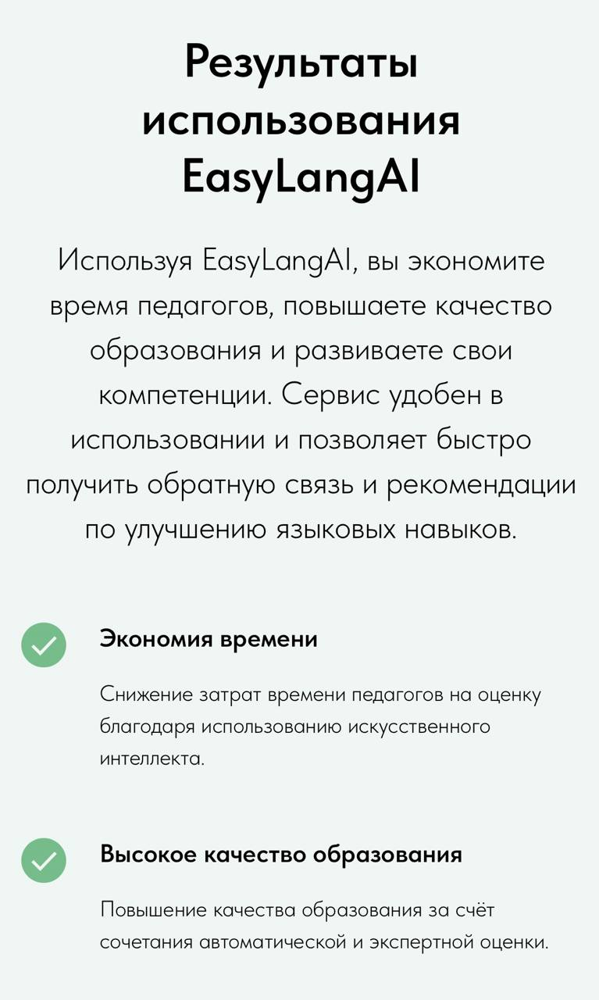 Результаты
использования
EasyLangAI
Используя EasyLangAI, вы экономите
время педагогов, повышаете качество
образования и развиваете свои
компетенции. Сервис удобен в
использовании и позволяет быстро
получить обратную связь и рекомендации
по улучшению языковых навыков.
Экономия времени
Снижение затрат времени педагогов на оценку
благодаря использованию искусственного
интеллекта.
Высокое качество образования
Повышение качества образования за счёт
сочетания автоматической и экспертной оценки.